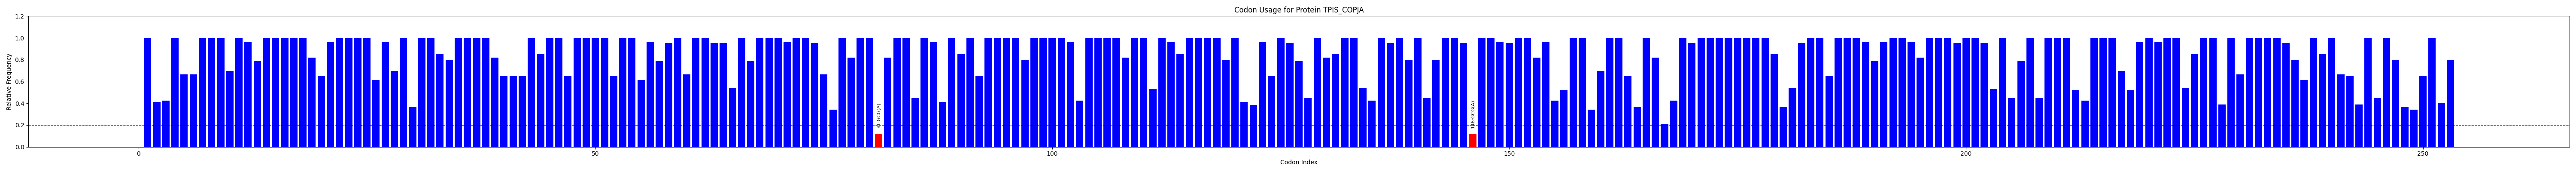 Codon Usage for Protein TPIS_COPJA
Relative Frequency
1.2
1.0
0.8
0.6
0.4
0.2
0.0
81:GCG(A)
146:GCG(A)
0
50
100
150
200
250
Codon Index